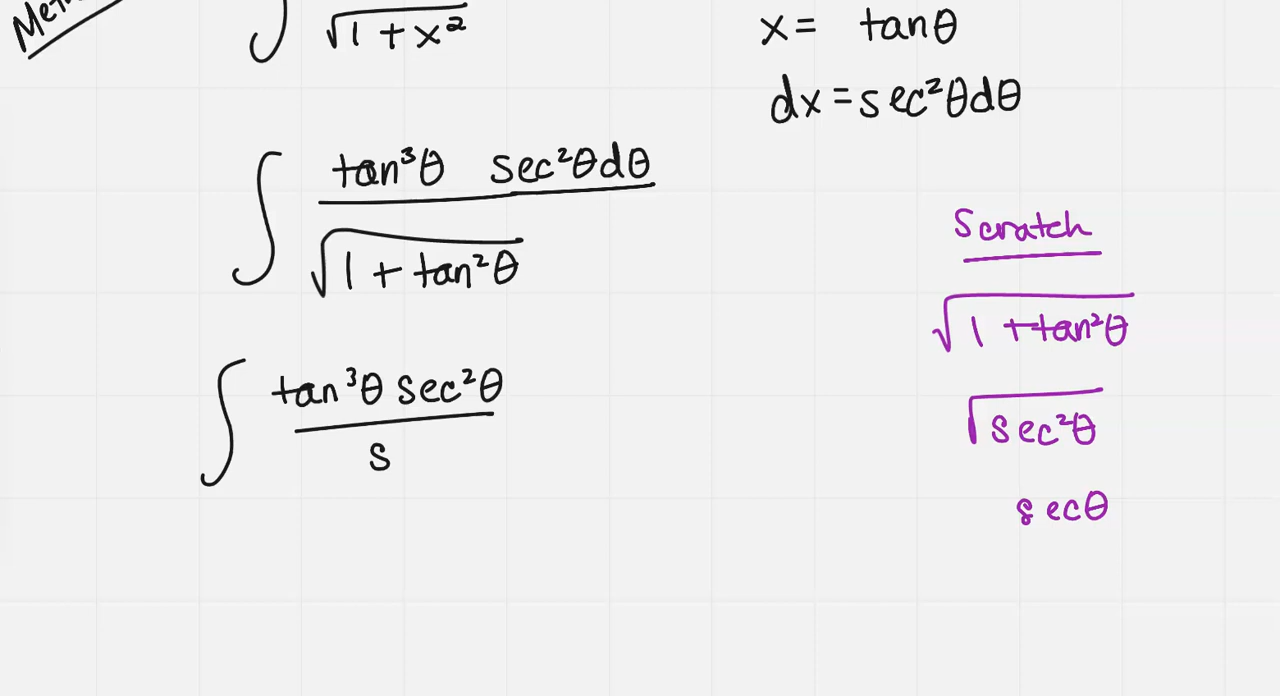 Met
∫ √1 + x²
x = tanθ
dx = sec²θdθ
∫ tan³θ sec²θdθ
√1 + tan²θ
∫ tan³θ sec²θ
s
Scratch
√1 + tan²θ
√sec²θ
secθ